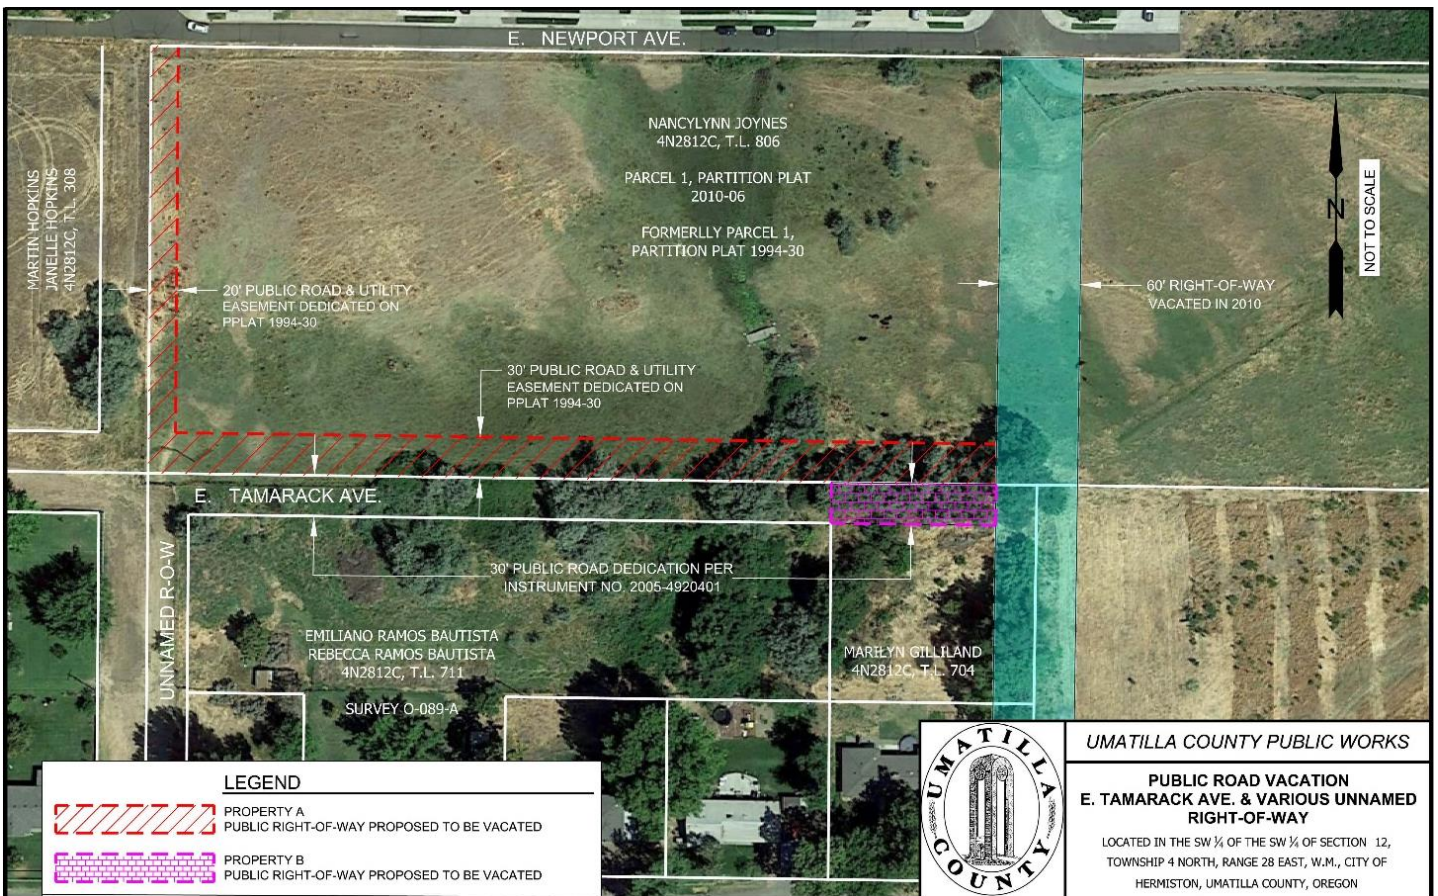 E. NEWPORT AVE.
MARTIN HOPKINS
JANELLE HOPKINS
4N2812C, T.L. 308
NANCYLYNN JOYNES
4N2812C, T.L. 806
PARCEL 1, PARTITION PLAT
2010-06
FORMERLLY PARCEL 1,
PARTITION PLAT 1994-30
N
NOT TO SCALE
20' PUBLIC ROAD & UTILITY
EASEMENT DEDICATED ON
PPLAT 1994-30
60' RIGHT-OF-WAY
VACATED IN 2010
30' PUBLIC ROAD & UTILITY
EASEMENT DEDICATED ON
PPLAT 1994-30
E. TAMARACK AVE.
UNNAMED R-O-W
30' PUBLIC ROAD DEDICATION PER
INSTRUMENT NO. 2005-4920401
EMILIANO RAMOS BAUTISTA
REBECCA RAMOS BAUTISTA
4N2812C, T.L. 711
SURVEY O-089-A
MARILYN GILLILAND
4N2812C, T.L. 704
LEGEND
PROPERTY A
PUBLIC RIGHT-OF-WAY PROPOSED TO BE VACATED
PROPERTY B
PUBLIC RIGHT-OF-WAY PROPOSED TO BE VACATED
UMATILLA
COUNTY
UMATILLA COUNTY PUBLIC WORKS
PUBLIC ROAD VACATION
E. TAMARACK AVE. & VARIOUS UNNAMED
RIGHT-OF-WAY
LOCATED IN THE SW ¼ OF THE SW ¼ OF SECTION 12,
TOWNSHIP 4 NORTH, RANGE 28 EAST, W.M., CITY OF
HERMISTON, UMATILLA COUNTY, OREGON